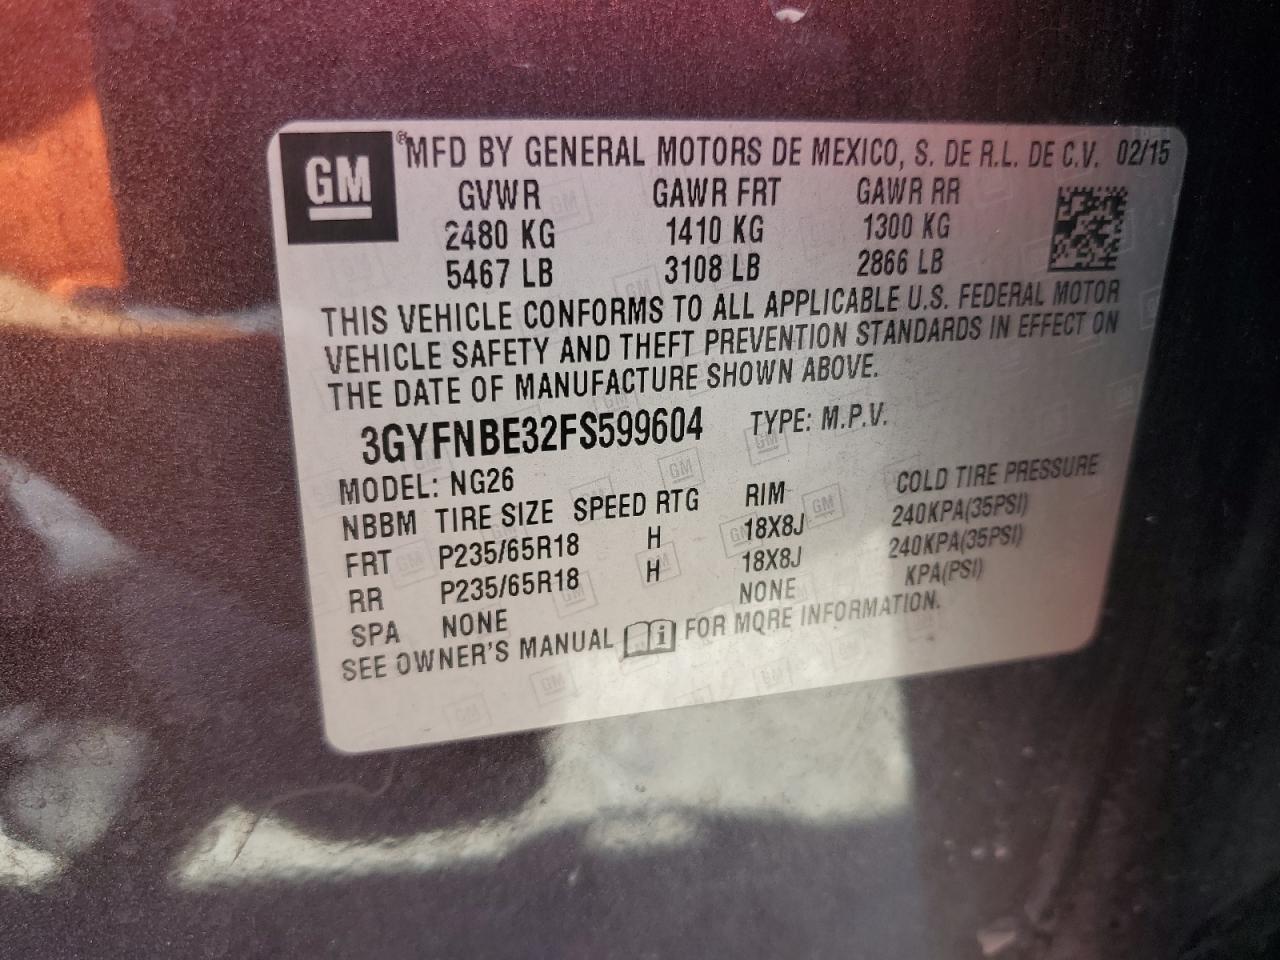 GM ® MFD BY GENERAL MOTORS DE MEXICO, S. DE R.L. DE C.V. 02/15
GVWR GAWR FRT GAWR RR
2480 KG 1410 KG 1300 KG
5467 LB 3108 LB 2866 LB
THIS VEHICLE CONFORMS TO ALL APPLICABLE U.S. FEDERAL MOTOR
VEHICLE SAFETY AND THEFT PREVENTION STANDARDS IN EFFECT ON
THE DATE OF MANUFACTURE SHOWN ABOVE.
3GYFNBE32FS599604 TYPE: M.P.V.
MODEL: NG26
NBBM TIRE SIZE SPEED RTG RIM COLD TIRE PRESSURE
FRT P235/65R18 H 18X8J 240KPA(35PSI)
RR P235/65R18 H 18X8J 240KPA(35PSI)
SPA NONE NONE KPA(PSI)
SEE OWNER'S MANUAL i FOR MORE INFORMATION.